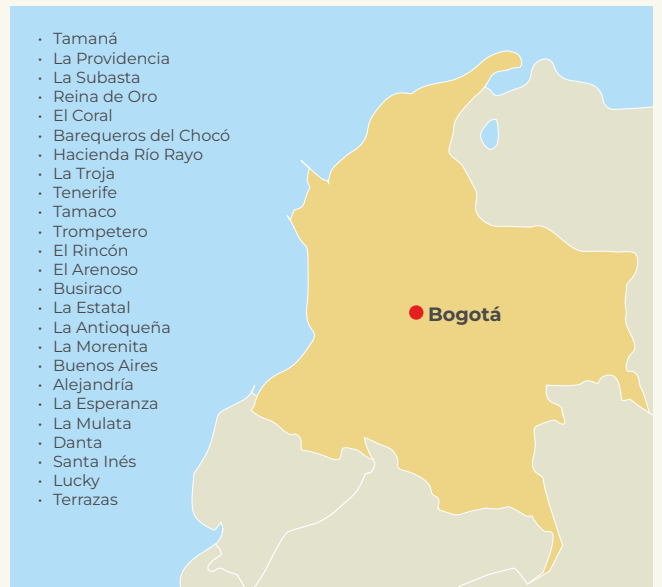 · Tamaná
· La Providencia
· La Subasta
· Reina de Oro
· El Coral
· Barequeros del Chocó
· Hacienda Río Rayo
· La Troja
· Tenerife
· Tamaco
· Trompetero
· El Rincón
· El Arenoso
· Busiraco
· La Estatal
· La Antioqueña
· La Morenita
· Buenos Aires
· Alejandría
· La Esperanza
· La Mulata
· Danta
· Santa Inés
· Lucky
· Terrazas
Bogotá